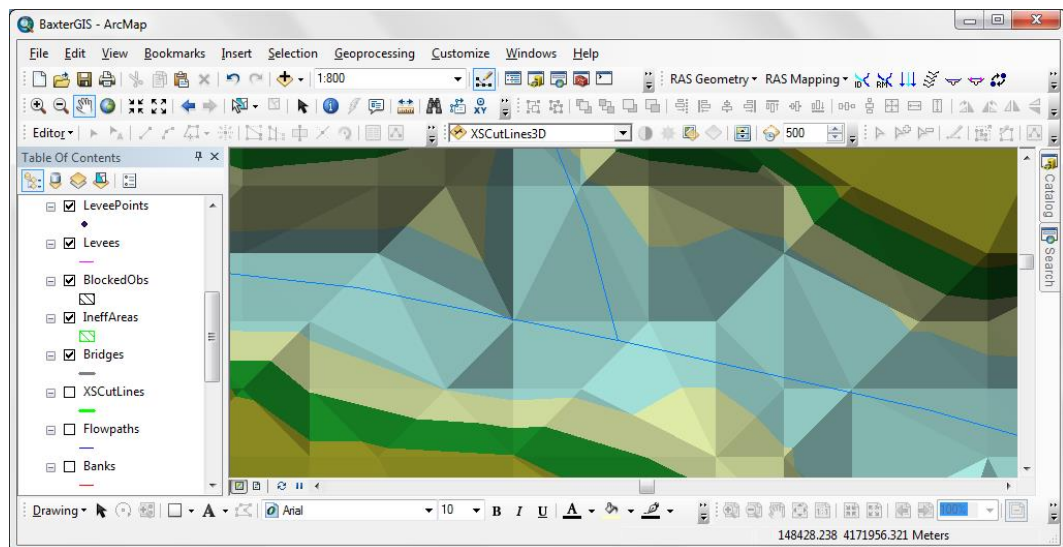 BaxterGIS - ArcMap
File Edit View Bookmarks Insert Selection Geoprocessing Customize Windows Help
1:800 RAS Geometry RAS Mapping ID RPK
Editor XSCutLines3D 500
Table Of Contents
LeveePoints
Levees
BlockedObs
IneffAreas
Bridges
XSCutLines
Flowpaths
Banks
Catalog
Search
Drawing A Arial 10 B I U A 100%
148428.238 4171956.321 Meters